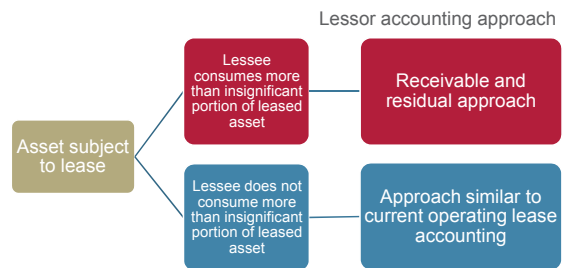 Lessor accounting approach
Lessee
consumes more
than insignificant
portion of leased
asset
Receivable and
residual approach
Asset subject
to lease
Lessee does not
consume more
than insignificant
portion of leased
asset
Approach similar to
current operating lease
accounting